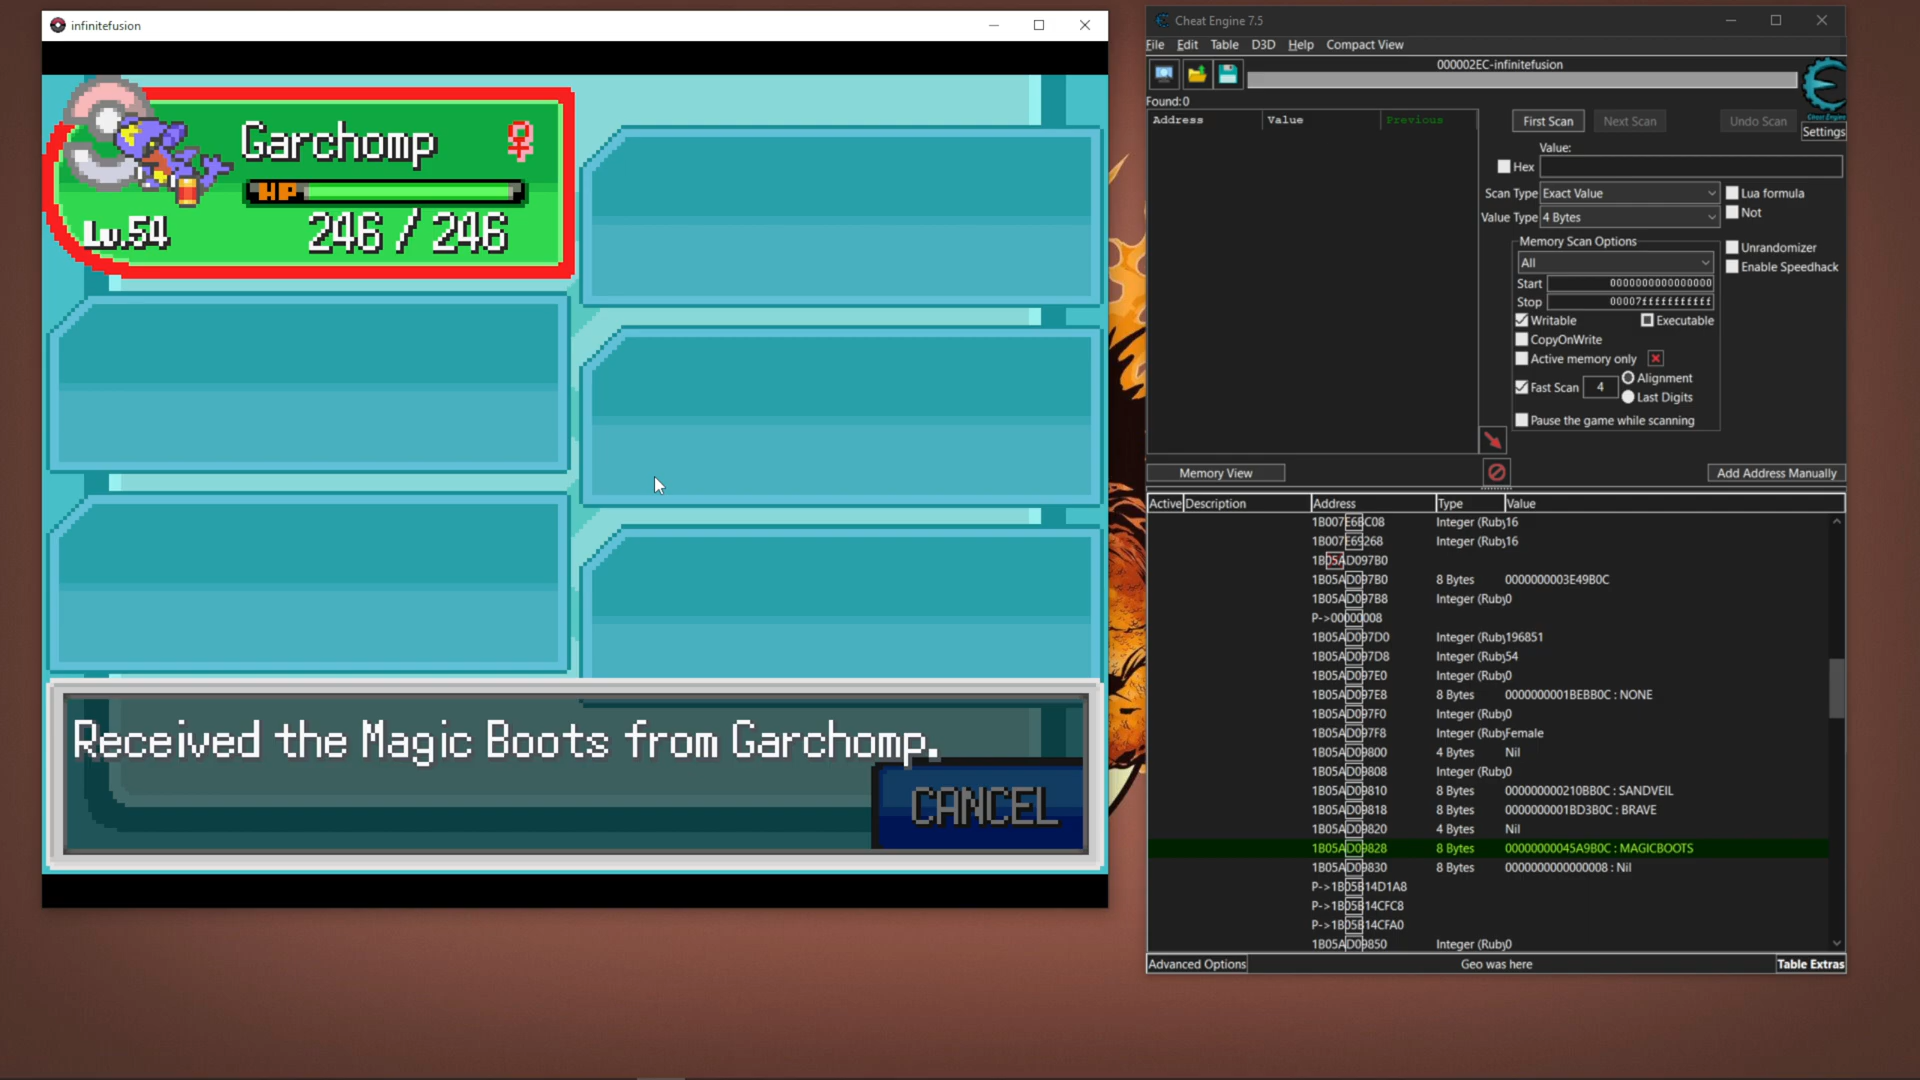 infinitefusion
Garchomp
HP
Lv.54
246 / 246
Received the Magic Boots from Garchomp.
CANCEL
Cheat Engine 7.5
File Edit Table D3D Help Compact View
000002EC-infinitefusion
Found:0
Address Value Previous
First Scan Next Scan Undo Scan
Cheat Engine
Settings
Value:
Hex
Scan Type Exact Value Lua formula
Value Type 4 Bytes Not
Memory Scan Options
All
Unrandomizer
Enable Speedhack
Start 0000000000000000
Stop 00007fffffffffff
Writable Executable
CopyOnWrite
Active memory only
Fast Scan 4 Alignment
Last Digits
Pause the game while scanning
Memory View Add Address Manually
Active Description Address Type Value
1B007E6BC08 Integer (Ruby 16
1B007E69268 Integer (Ruby 16
1B05AD097B0
1B05AD097B0 8 Bytes 0000000003E49B0C
1B05AD097B8 Integer (Ruby 0
P->00000008
1B05AD097D0 Integer (Ruby 196851
1B05AD097D8 Integer (Ruby 54
1B05AD097E0 Integer (Ruby 0
1B05AD097E8 8 Bytes 0000000001BEBB0C : NONE
1B05AD097F0 Integer (Ruby 0
1B05AD097F8 Integer (Ruby Female
1B05AD09800 4 Bytes Nil
1B05AD09808 Integer (Ruby 0
1B05AD09810 8 Bytes 000000000210BB0C : SANDVEIL
1B05AD09818 8 Bytes 0000000001BD3B0C : BRAVE
1B05AD09820 4 Bytes Nil
1B05AD09828 8 Bytes 00000000045A9B0C : MAGICBOOTS
1B05AD09830 8 Bytes 0000000000000008 : Nil
P->1B05B14D1A8
P->1B05B14CFC8
P->1B05B14CFA0
1B05AD09850 Integer (Ruby 0
Advanced Options Geo was here Table Extras